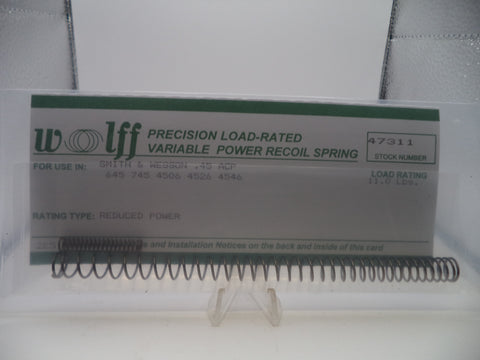 wolff
PRECISION LOAD-RATED
VARIABLE POWER RECOIL SPRING
47311
STOCK NUMBER
FOR USE IN: SMITH & WESSON .45 ACP
645 745 4506 4526 4546
LOAD RATING
11.0 Lbs.
RATING TYPE: REDUCED POWER
and Installation Notices on the back and inside of this card